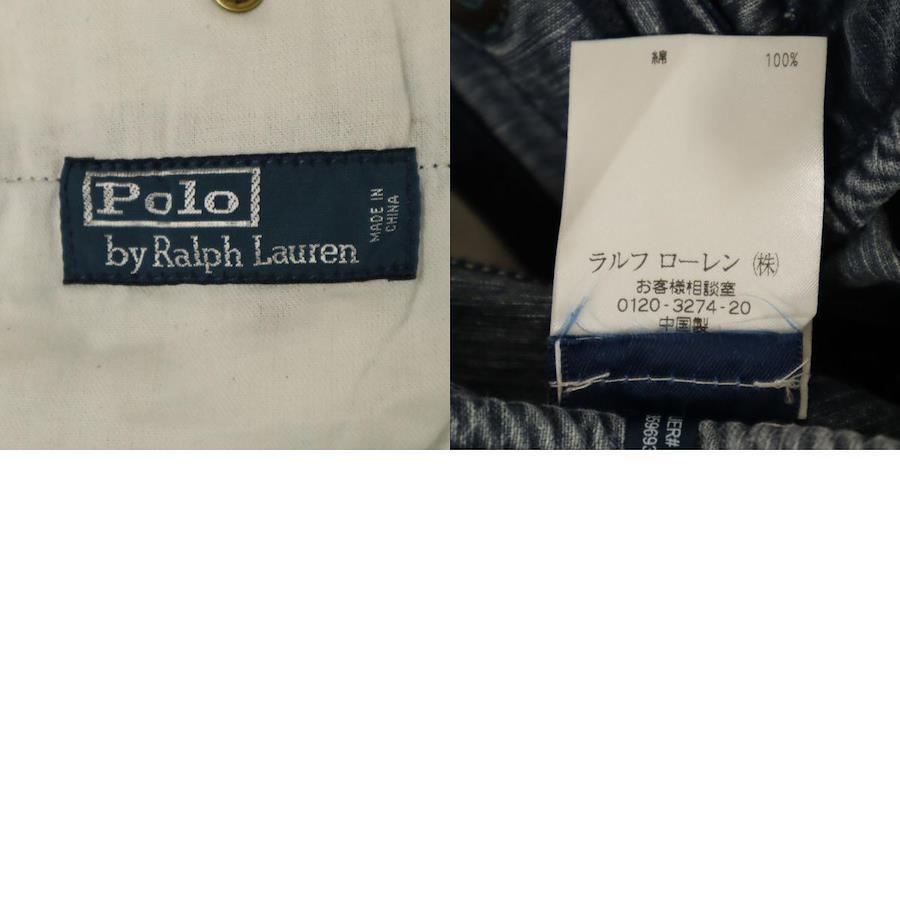 Polo
by Ralph Lauren
MADE IN
CHINA
綿 100%
ラルフ ローレン (株)
お客様相談室
0120-3274-20
中国製